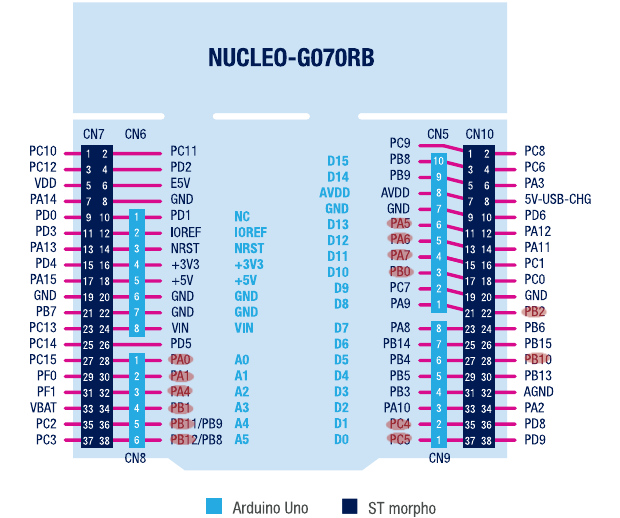 NUCLEO-G070RB
CN7 CN6 CN5 CN10
PC9
PC10 1 2 PC11 1 2 PC8
D15 PB8 10
PC12 3 4 PD2 3 4 PC6
D14 PB9 9
VDD 5 6 E5V 5 6 PA3
AVDD AVDD 8
PA14 7 8 GND 7 8 5V-USB-CHG
GND GND 7
PD0 9 10 1 PD1 NC 9 10 PD6
D13 PA5 6
PD3 11 12 2 IOREF IOREF 11 12 PA12
D12 PA6 5
PA13 13 14 3 NRST NRST 13 14 PA11
D11 PA7 4
PD4 15 16 4 +3V3 +3V3 15 16 PC1
D10 PB0 3
PA15 17 18 5 +5V +5V 17 18 PC0
D9 PC7 2
GND 19 20 6 GND GND 19 20 GND
D8 PA9 1
PB7 21 22 7 GND GND 21 22 PB2
PC13 23 24 8 VIN VIN D7 PA8 8 23 24 PB6
PC14 25 26 PD5 D6 PB14 7 25 26 PB15
PC15 27 28 1 PA0 A0 D5 PB4 6 27 28 PB10
PF0 29 30 2 PA1 A1 D4 PB5 5 29 30 PB13
PF1 31 32 3 PA4 A2 D3 PB3 4 31 32 AGND
VBAT 33 34 4 PB1 A3 D2 PA10 3 33 34 PA2
PC2 35 36 5 PB11/PB9 A4 D1 PC4 2 35 36 PD8
PC3 37 38 6 PB12/PB8 A5 D0 PC5 1 37 38 PD9
CN8 CN9
Arduino Uno ST morpho